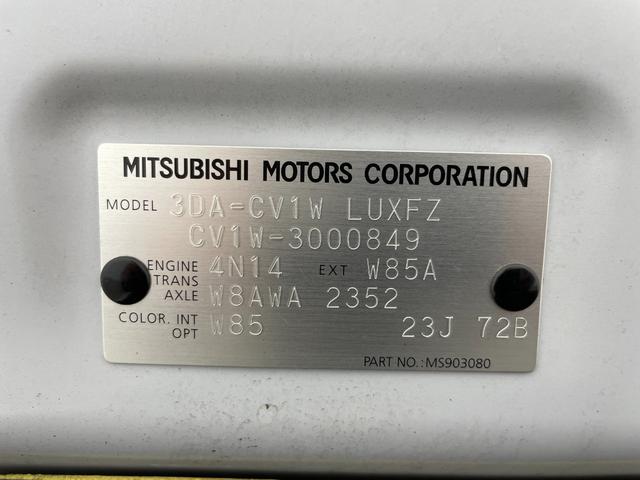 MITSUBISHI MOTORS CORPORATION
MODEL 3DA-CV1W LUXFZ
CV1W-3000849
ENGINE 4N14 EXT W85A
TRANS
AXLE W8AWA 2352
COLOR. INT W85
OPT 23J 72B
PART NO.:MS903080